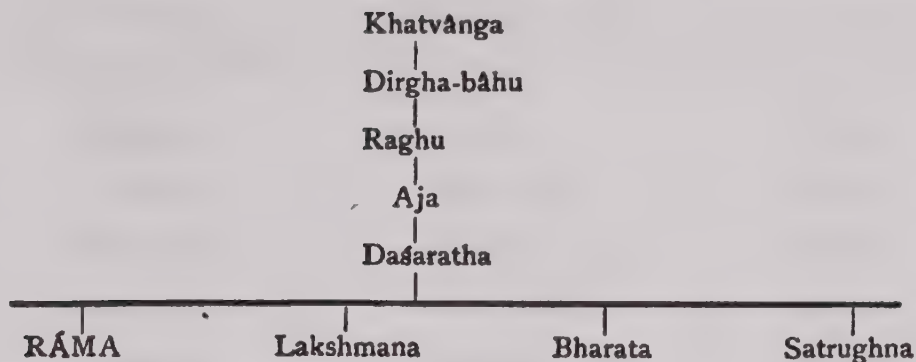 Khatvânga
Dirgha-bâhu
Raghu
Aja
Daśaratha
RÁMA Lakshmana Bharata Satrughna